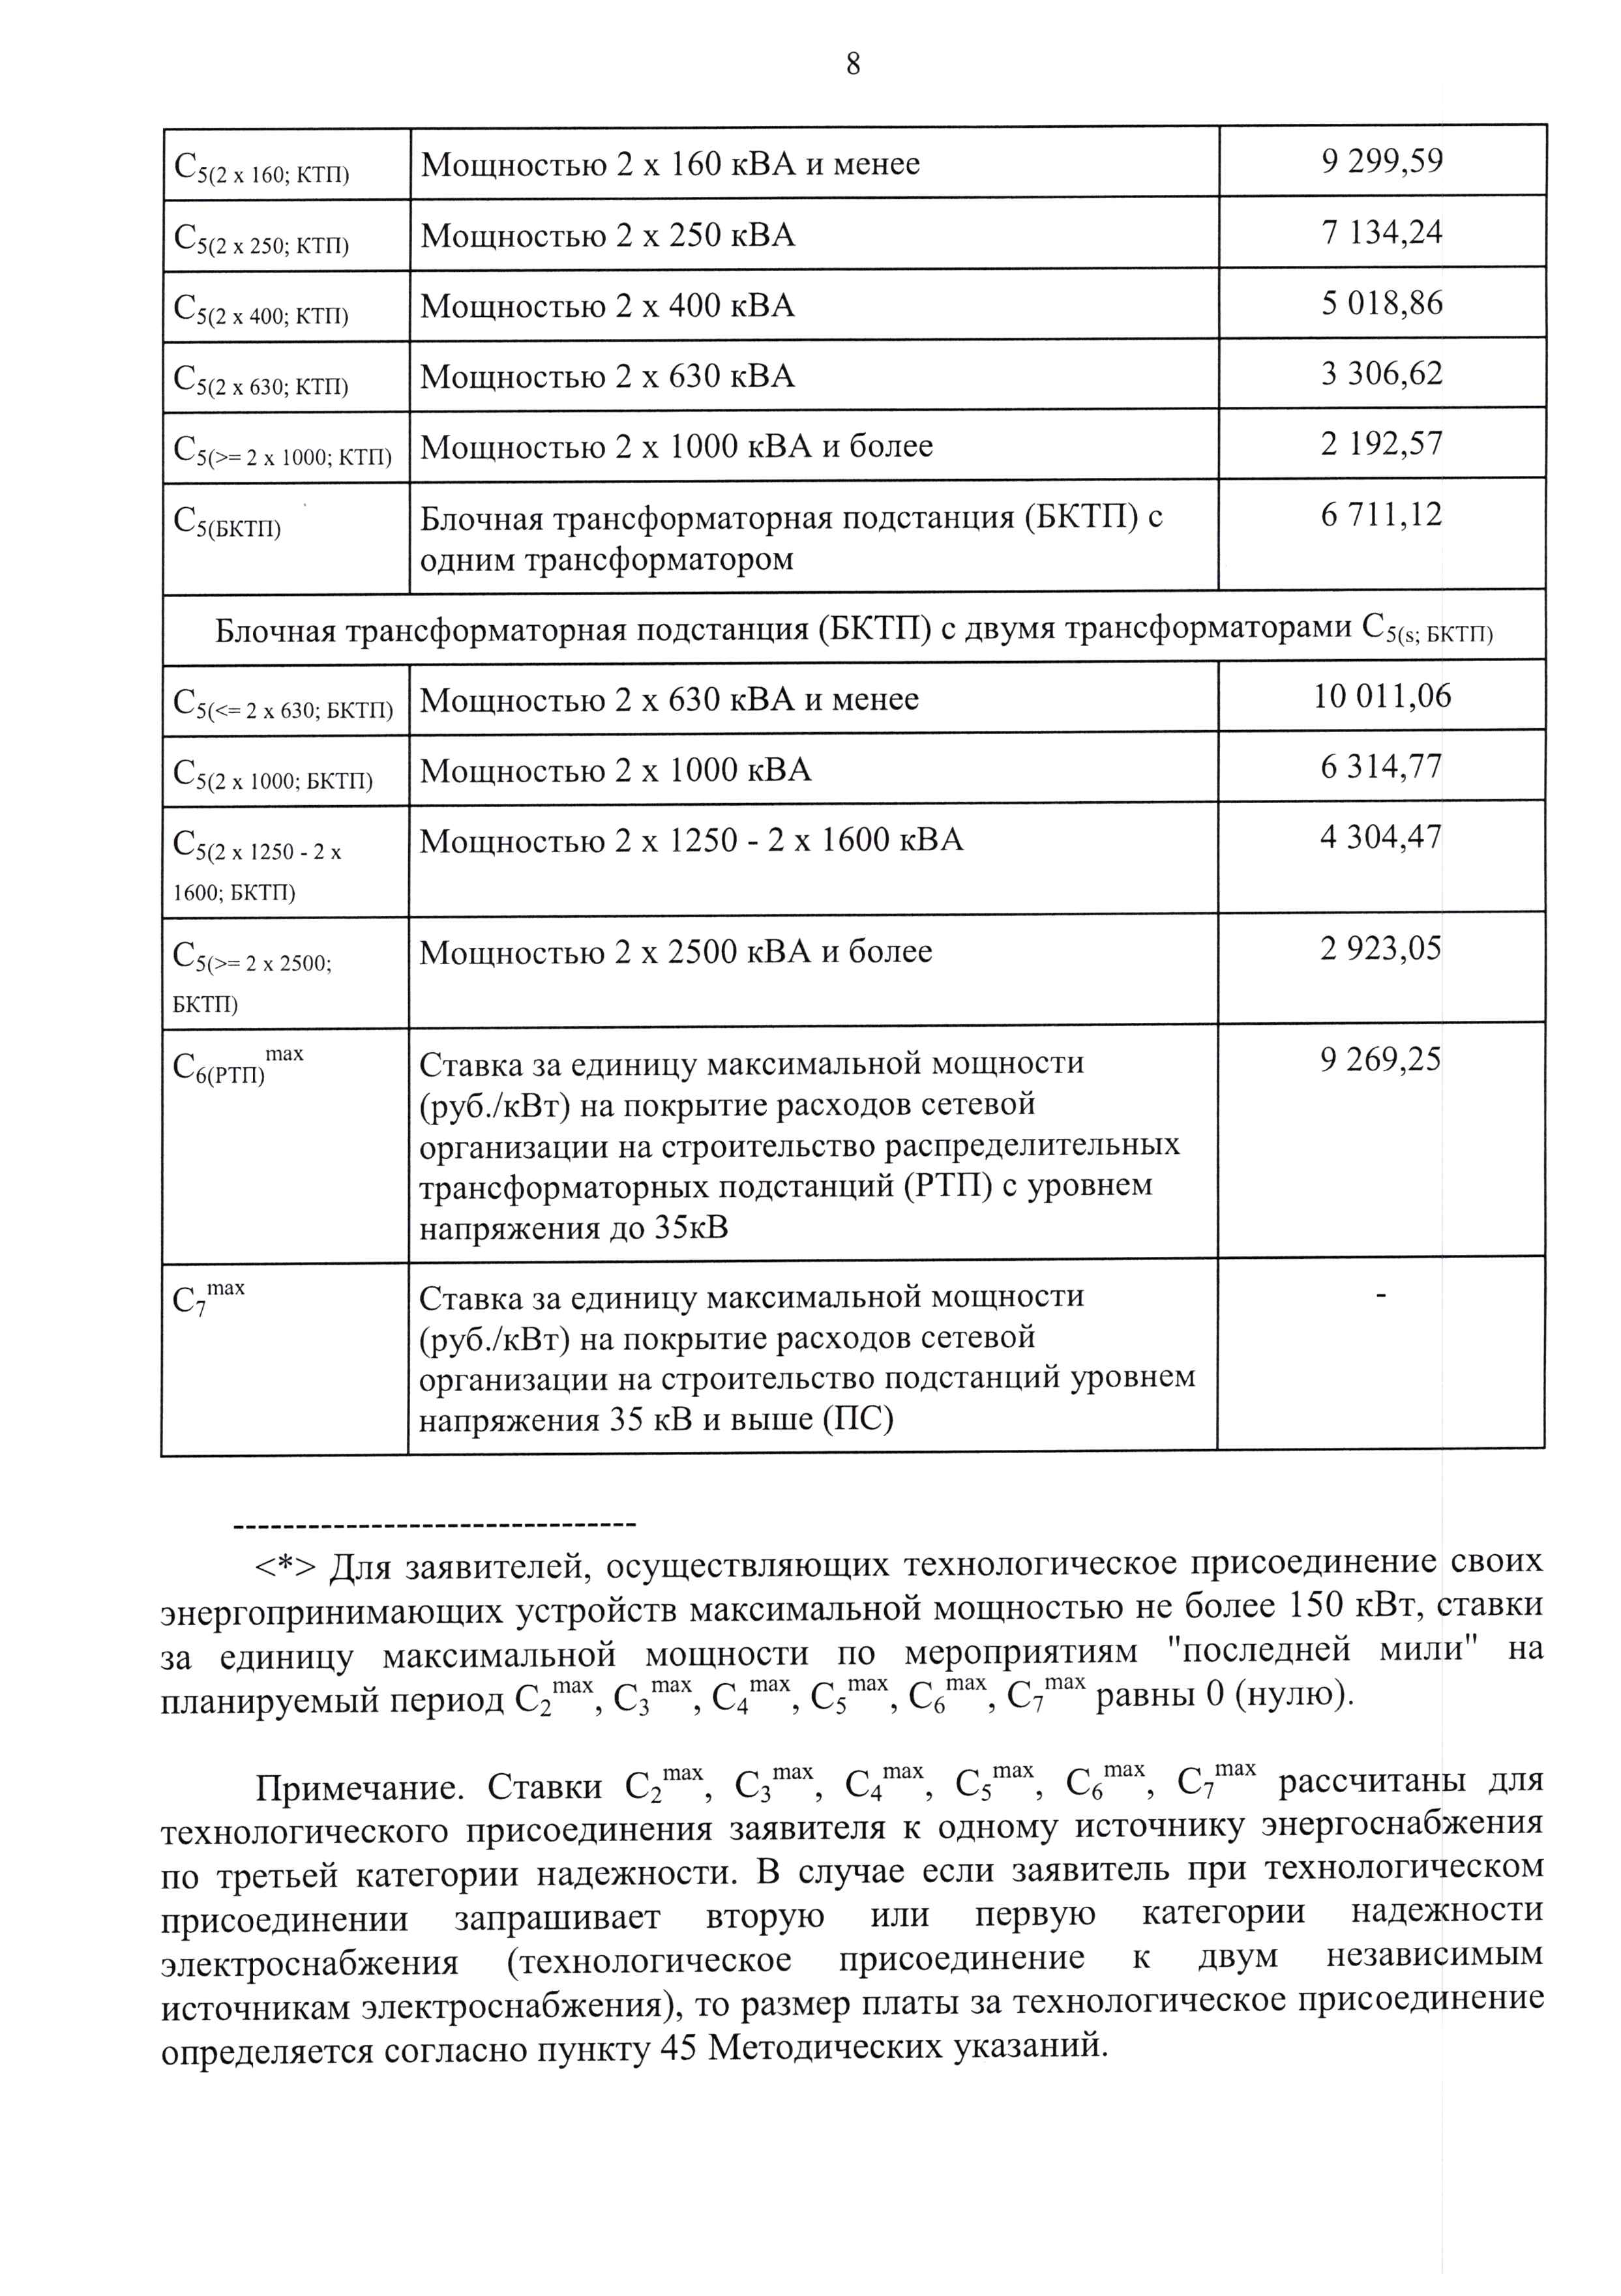 8
C5(2 x 160; КТП) Мощностью 2 x 160 кВА и менее 9 299,59
C5(2 x 250; КТП) Мощностью 2 x 250 кВА 7 134,24
C5(2 x 400; КТП) Мощностью 2 x 400 кВА 5 018,86
C5(2 x 630; КТП) Мощностью 2 x 630 кВА 3 306,62
C5(>= 2 x 1000; КТП) Мощностью 2 x 1000 кВА и более 2 192,57
C5(БКТП) Блочная трансформаторная подстанция (БКТП) с 6 711,12
одним трансформатором
Блочная трансформаторная подстанция (БКТП) с двумя трансформаторами C5(s; БКТП)
C5(<= 2 x 630; БКТП) Мощностью 2 x 630 кВА и менее 10 011,06
C5(2 x 1000; БКТП) Мощностью 2 x 1000 кВА 6 314,77
C5(2 x 1250 - 2 x Мощностью 2 x 1250 - 2 x 1600 кВА 4 304,47
1600; БКТП)
C5(>= 2 x 2500; Мощностью 2 x 2500 кВА и более 2 923,05
БКТП)
C6(РТП)max Ставка за единицу максимальной мощности 9 269,25
(руб./кВт) на покрытие расходов сетевой
организации на строительство распределительных
трансформаторных подстанций (РТП) с уровнем
напряжения до 35кВ
C7max Ставка за единицу максимальной мощности -
(руб./кВт) на покрытие расходов сетевой
организации на строительство подстанций уровнем
напряжения 35 кВ и выше (ПС)
--------------------------------
<*> Для заявителей, осуществляющих технологическое присоединение своих
энергопринимающих устройств максимальной мощностью не более 150 кВт, ставки
за единицу максимальной мощности по мероприятиям "последней мили" на
планируемый период C2max, C3max, C4max, C5max, C6max, C7max равны 0 (нулю).
Примечание. Ставки C2max, C3max, C4max, C5max, C6max, C7max рассчитаны для
технологического присоединения заявителя к одному источнику энергоснабжения
по третьей категории надежности. В случае если заявитель при технологическом
присоединении запрашивает вторую или первую категории надежности
электроснабжения (технологическое присоединение к двум независимым
источникам электроснабжения), то размер платы за технологическое присоединение
определяется согласно пункту 45 Методических указаний.